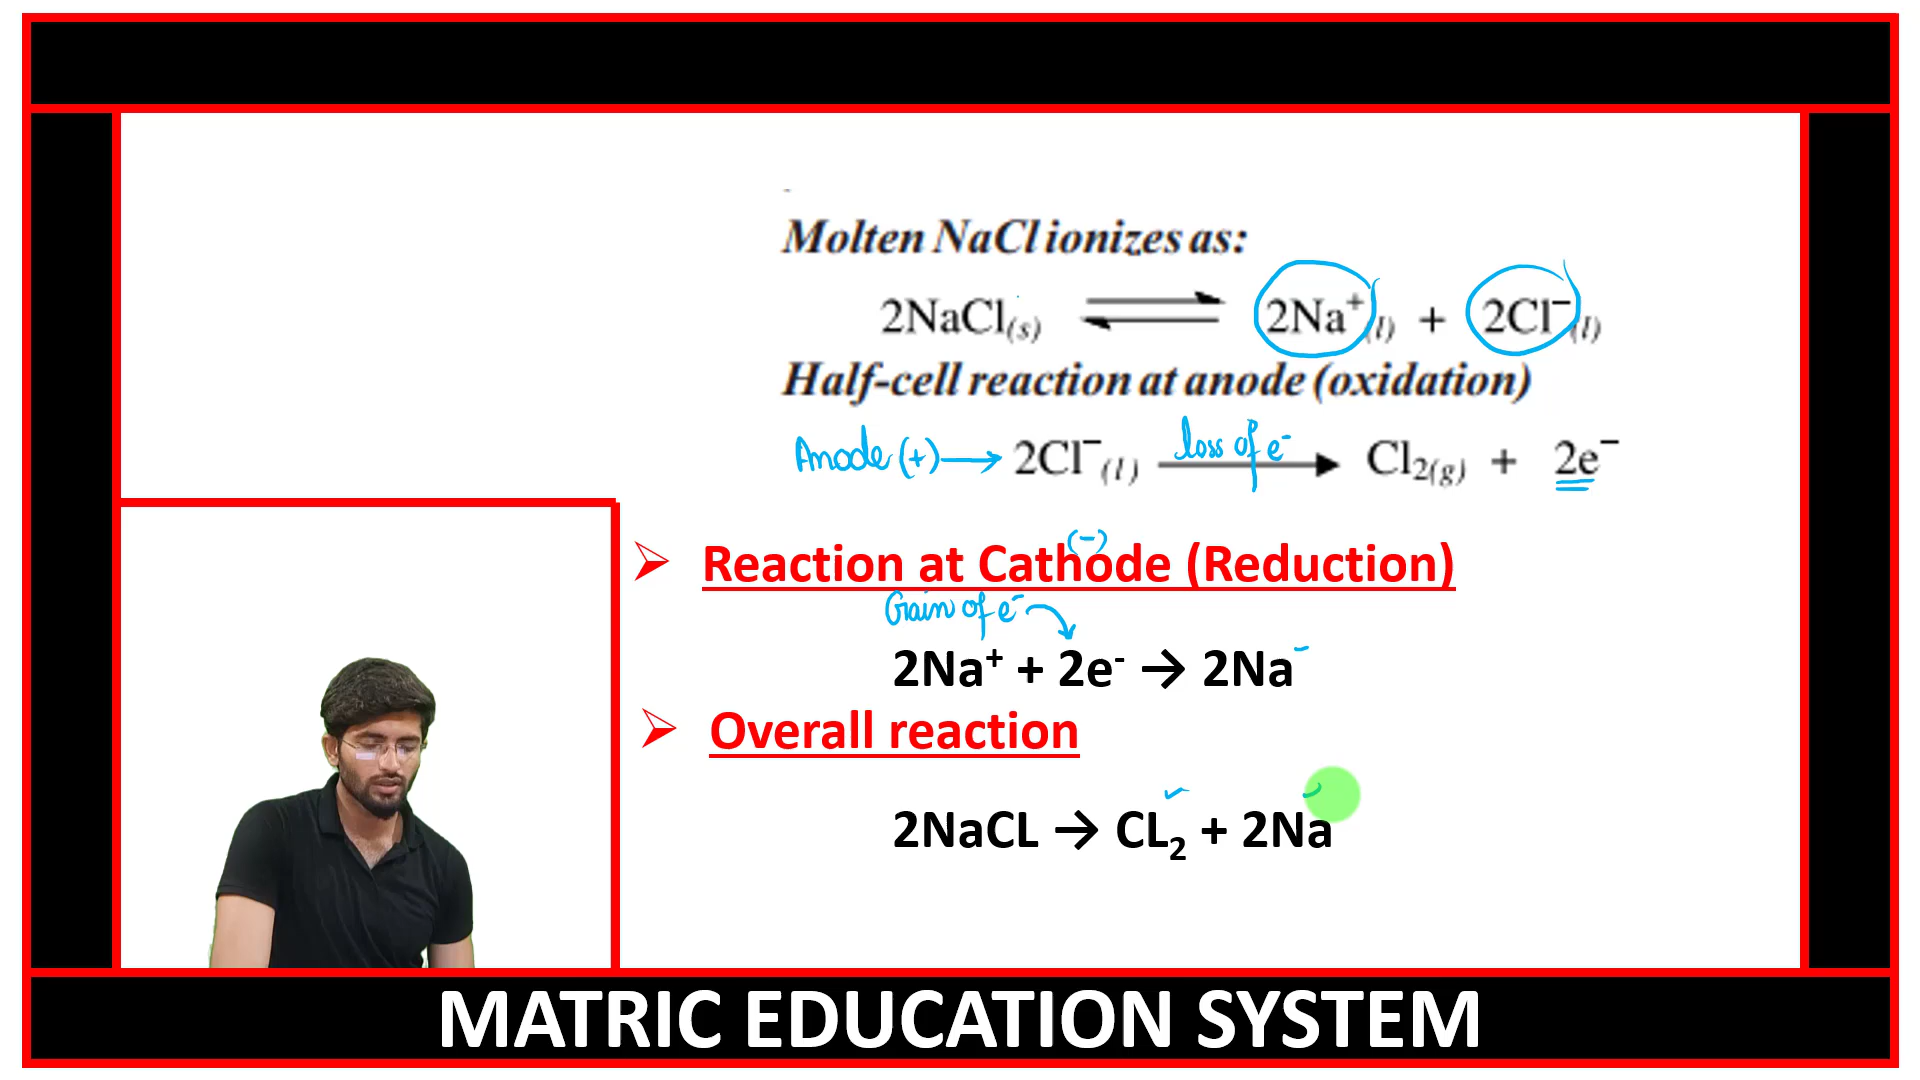 Molten NaCl ionizes as:
2NaCl(s) ⇌ 2Na⁺(l) + 2Cl⁻(l)
Half-cell reaction at anode (oxidation)
Anode (+) → 2Cl⁻(l) loss of e⁻ → Cl₂(g) + 2e⁻
(-)
➢ Reaction at Cathode (Reduction)
Gain of e⁻
2Na⁺ + 2e⁻ → 2Na
➢ Overall reaction
2NaCL → CL₂ + 2Na
MATRIC EDUCATION SYSTEM